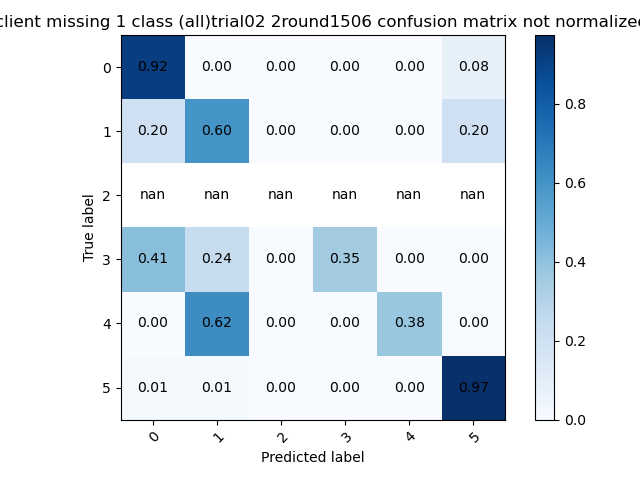 client missing 1 class (all)trial02 2round1506 confusion matrix not normalized
0 0.92 0.00 0.00 0.00 0.00 0.08
1 0.20 0.60 0.00 0.00 0.00 0.20
2 nan nan nan nan nan nan
3 0.41 0.24 0.00 0.35 0.00 0.00
4 0.00 0.62 0.00 0.00 0.38 0.00
5 0.01 0.01 0.00 0.00 0.00 0.97
0 1 2 3 4 5
True label
Predicted label
0.8
0.6
0.4
0.2
0.0